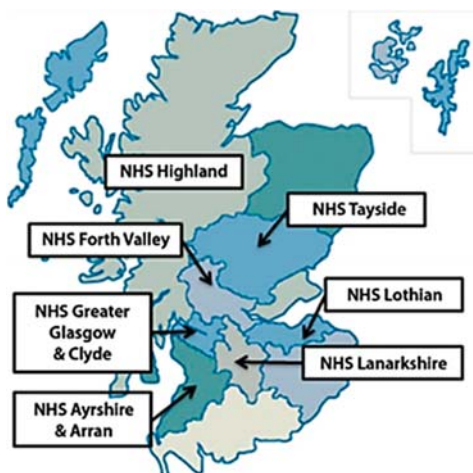 NHS Highland
NHS Tayside
NHS Forth Valley
NHS Lothian
NHS Greater
Glasgow
& Clyde
NHS Lanarkshire
NHS Ayrshire
& Arran